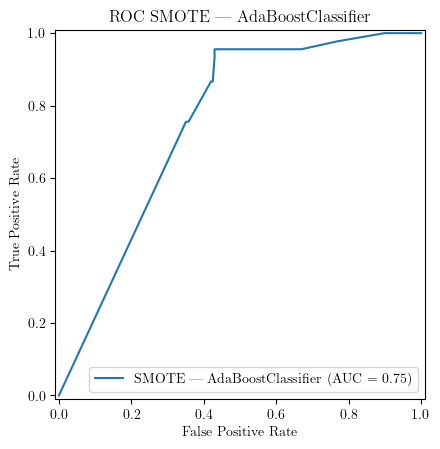 ROC SMOTE — AdaBoostClassifier
1.0
0.8
0.6
0.4
0.2
0.0
True Positive Rate
SMOTE — AdaBoostClassifier (AUC = 0.75)
0.0 0.2 0.4 0.6 0.8 1.0
False Positive Rate